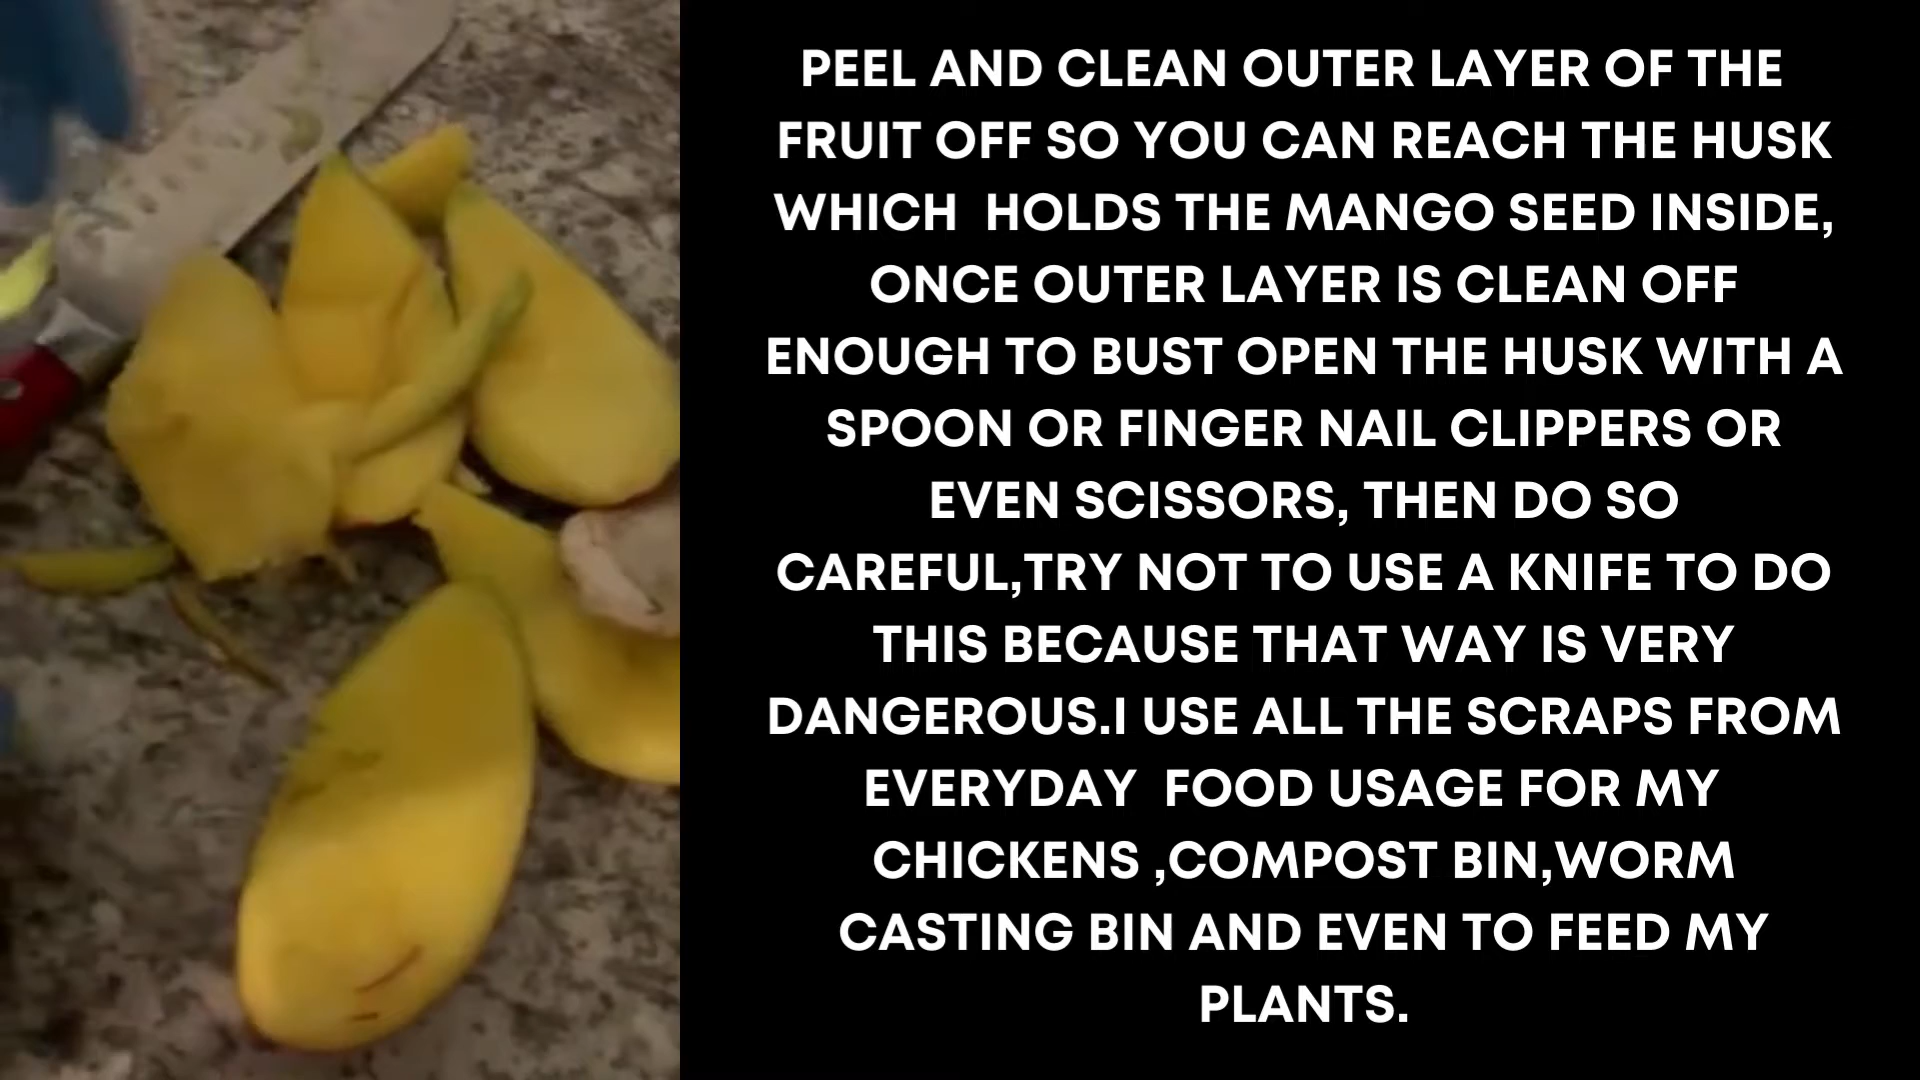 PEEL AND CLEAN OUTER LAYER OF THE
FRUIT OFF SO YOU CAN REACH THE HUSK
WHICH  HOLDS THE MANGO SEED INSIDE,
ONCE OUTER LAYER IS CLEAN OFF
ENOUGH TO BUST OPEN THE HUSK WITH A
SPOON OR FINGER NAIL CLIPPERS OR
EVEN SCISSORS, THEN DO SO
CAREFUL,TRY NOT TO USE A KNIFE TO DO
THIS BECAUSE THAT WAY IS VERY
DANGEROUS.I USE ALL THE SCRAPS FROM
EVERYDAY  FOOD USAGE FOR MY
CHICKENS ,COMPOST BIN,WORM
CASTING BIN AND EVEN TO FEED MY
PLANTS.